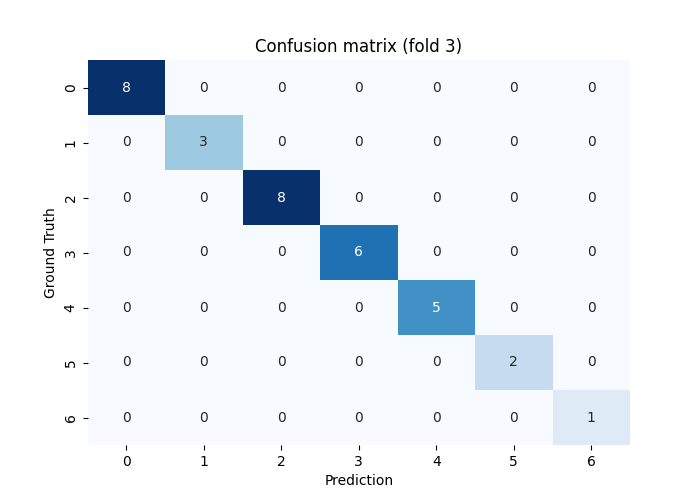 Confusion matrix (fold 3)
Ground Truth
0 8 0 0 0 0 0 0
1 0 3 0 0 0 0 0
2 0 0 8 0 0 0 0
3 0 0 0 6 0 0 0
4 0 0 0 0 5 0 0
5 0 0 0 0 0 2 0
6 0 0 0 0 0 0 1
0 1 2 3 4 5 6
Prediction